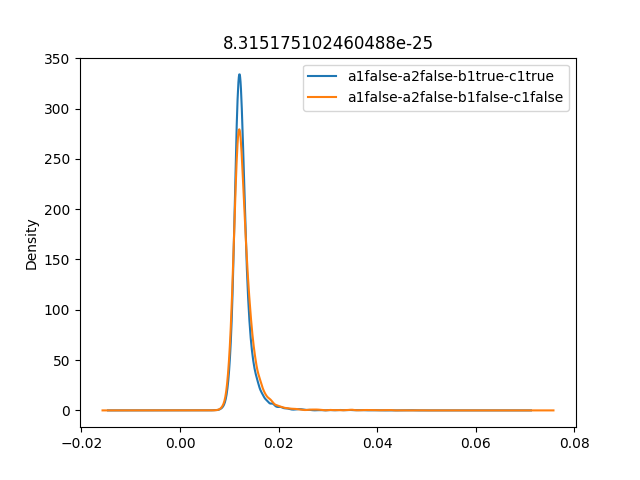 8.315175102460488e-25
a1false-a2false-b1true-c1true
a1false-a2false-b1false-c1false
Density
350
300
250
200
150
100
50
0
−0.02 0.00 0.02 0.04 0.06 0.08